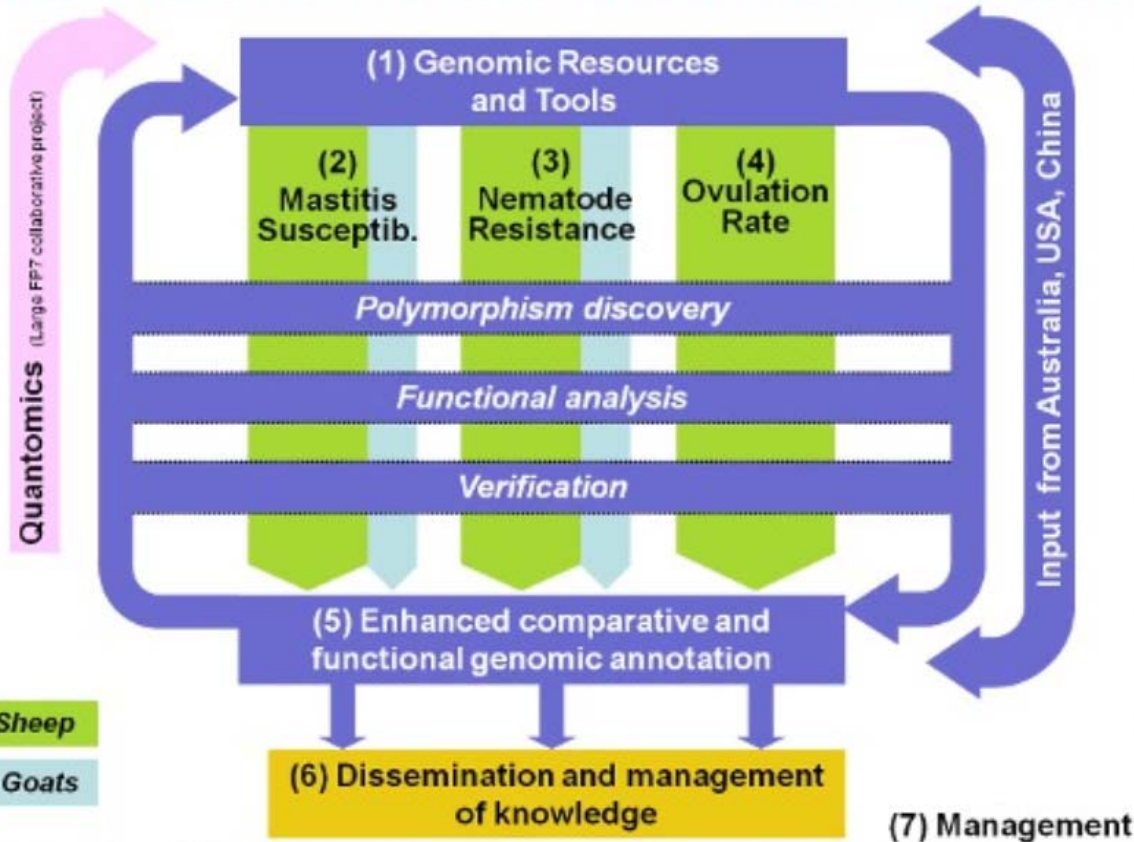 (1) Genomic Resources
and Tools
(2)
Mastitis
Susceptib.
(3)
Nematode
Resistance
(4)
Ovulation
Rate
Polymorphism discovery
Functional analysis
Verification
(5) Enhanced comparative and
functional genomic annotation
(6) Dissemination and management
of knowledge
(7) Management
Quantomics (Large FP7 collaborative project)
Input from Australia, USA, China
Sheep
Goats